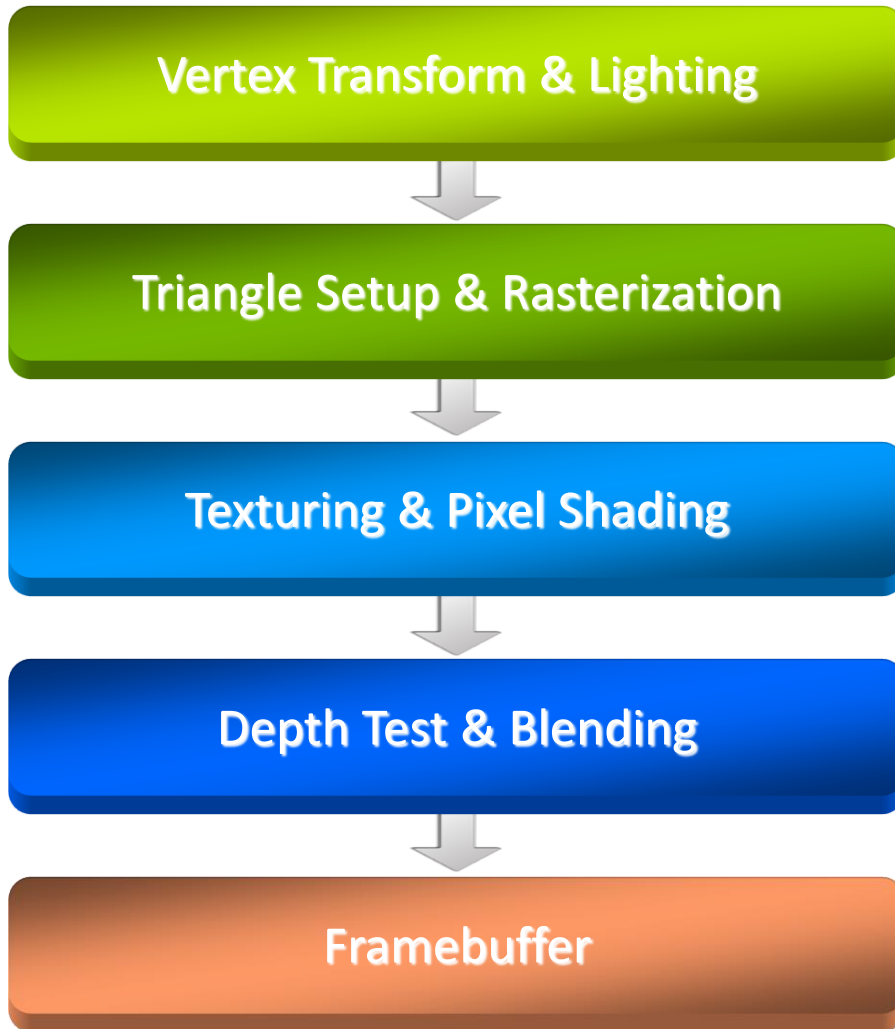 Vertex Transform & Lighting
Triangle Setup & Rasterization
Texturing & Pixel Shading
Depth Test & Blending
Framebuffer